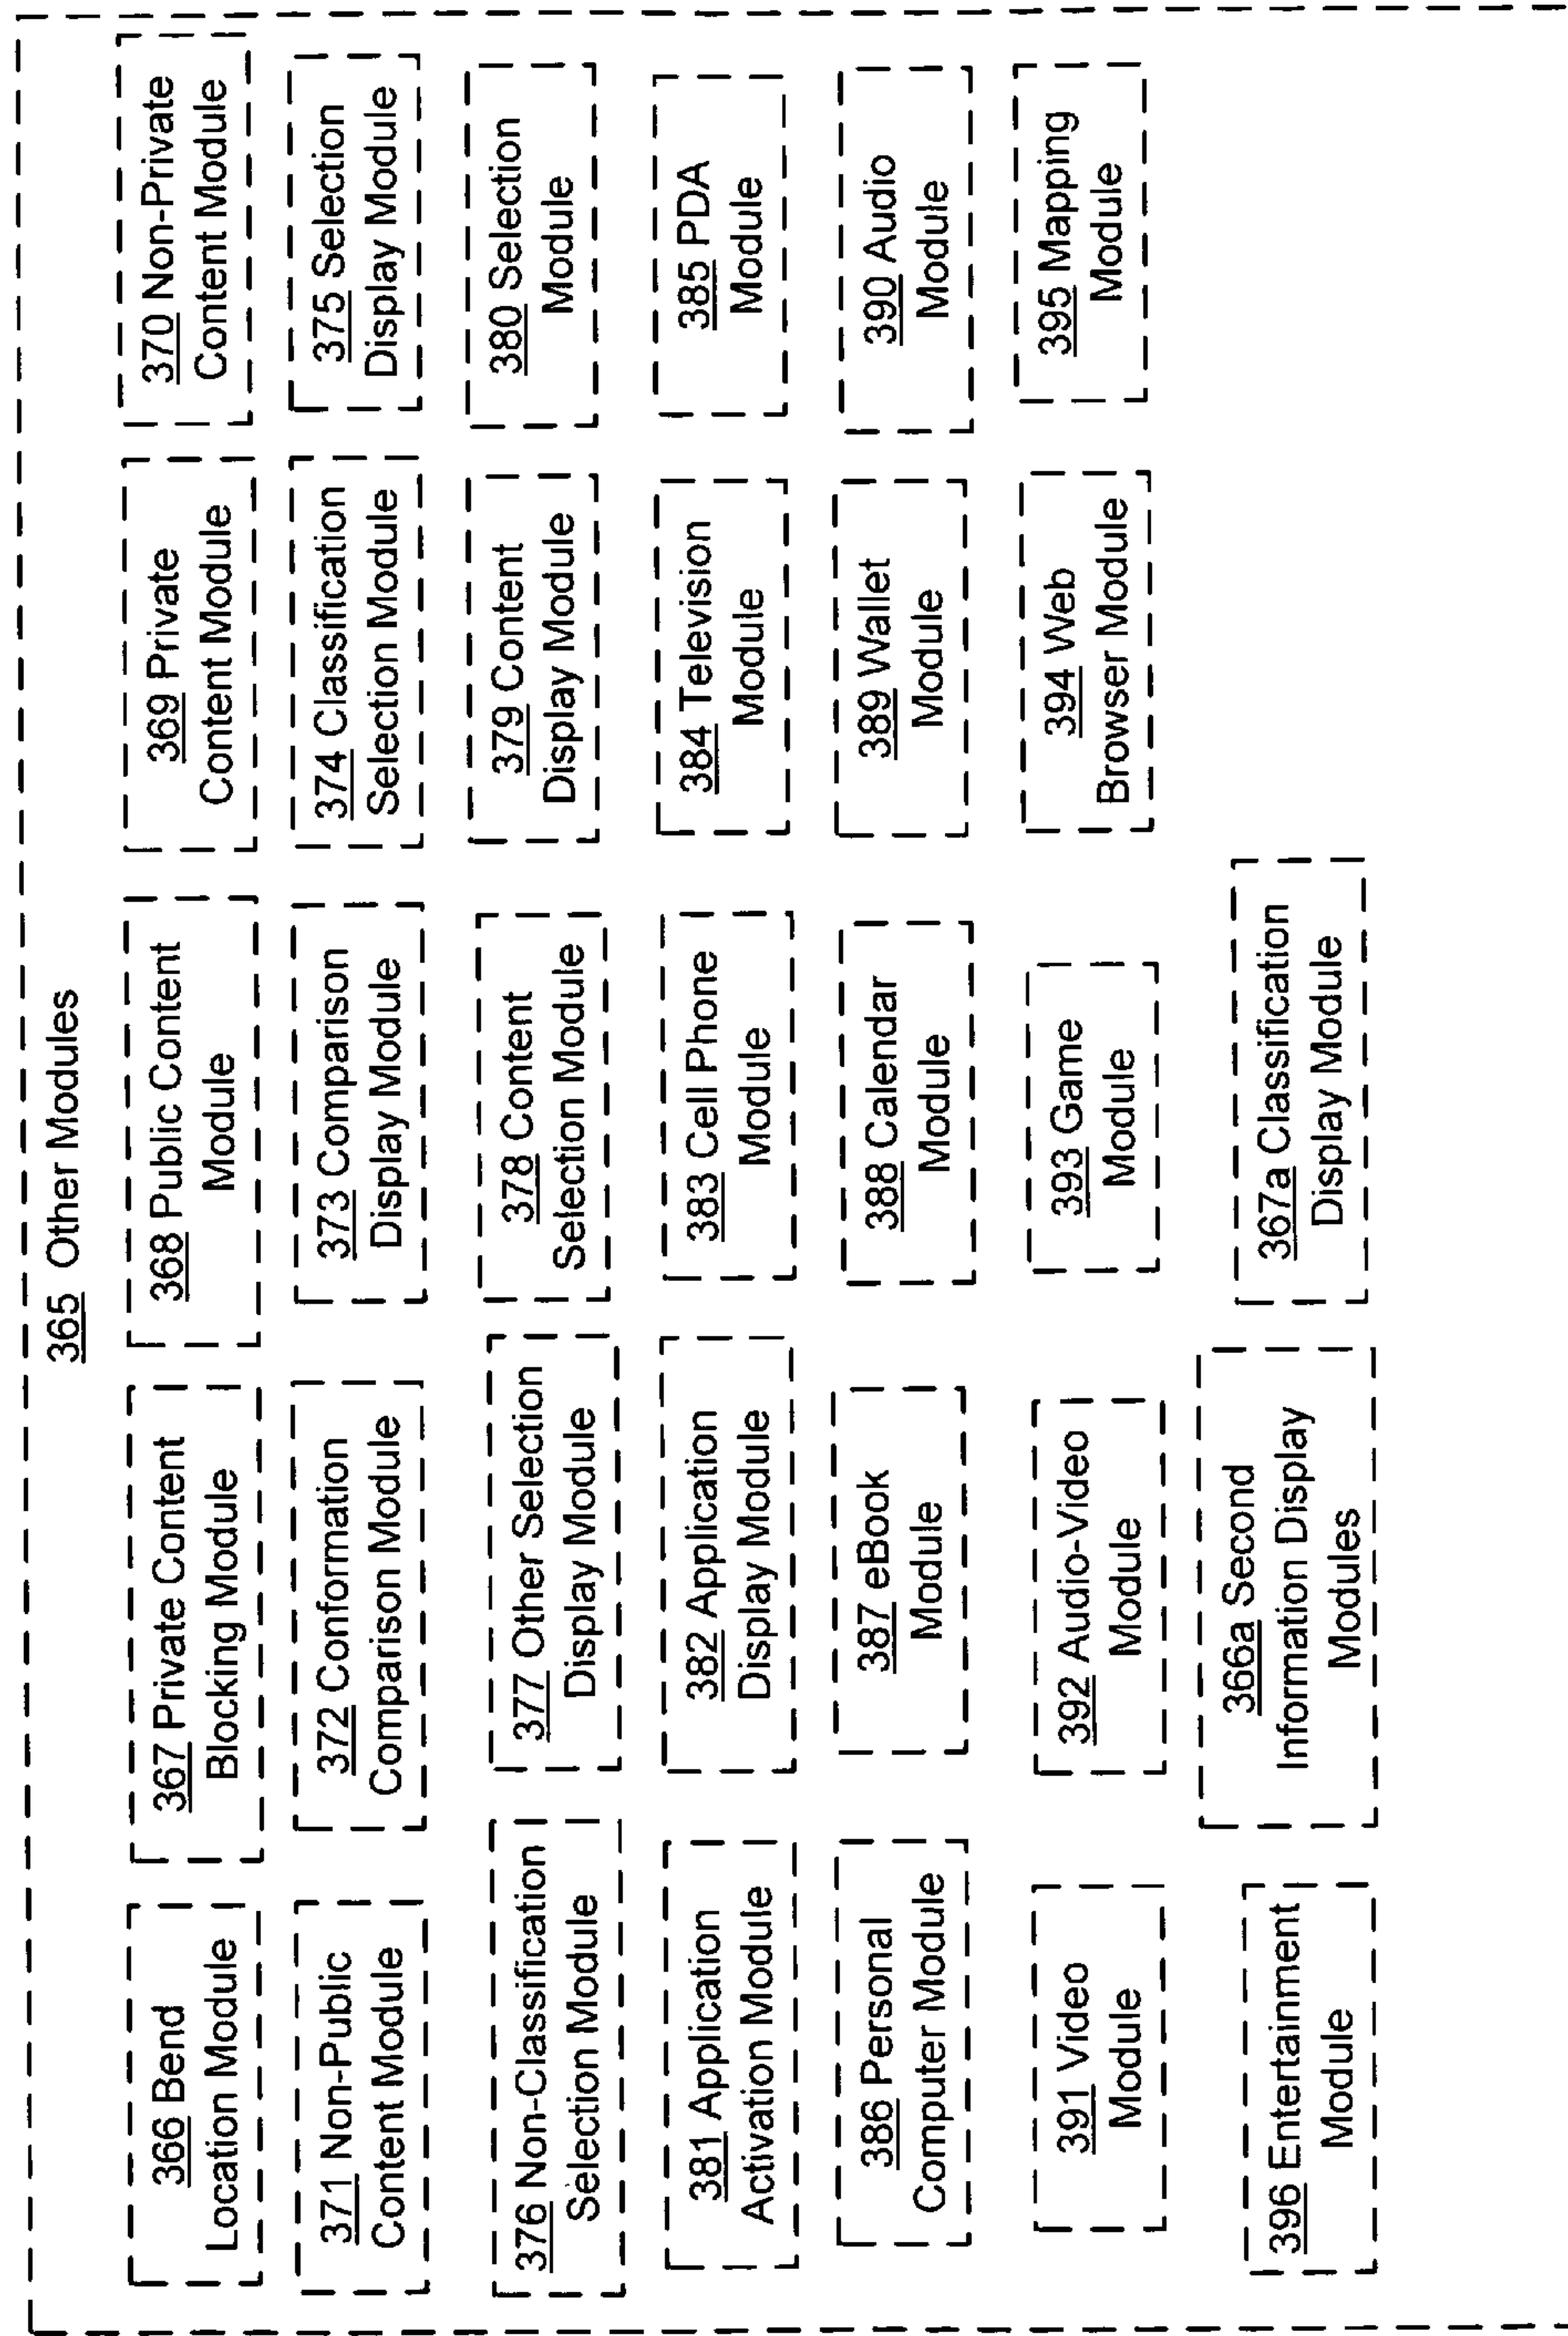 365 Other Modules
366 Bend
Location Module
367 Private Content
Blocking Module
368 Public Content
Module
369 Private
Content Module
370 Non-Private
Content Module
371 Non-Public
Content Module
372 Conformation
Comparison Module
373 Comparison
Display Module
374 Classification
Selection Module
375 Selection
Display Module
376 Non-Classification
Selection Module
377 Other Selection
Display Module
378 Content
Selection Module
379 Content
Display Module
380 Selection
Module
381 Application
Activation Module
382 Application
Display Module
383 Cell Phone
Module
384 Television
Module
385 PDA
Module
386 Personal
Computer Module
387 eBook
Module
388 Calendar
Module
389 Wallet
Module
390 Audio
Module
391 Video
Module
392 Audio-Video
Module
393 Game
Module
394 Web
Browser Module
395 Mapping
Module
396 Entertainment
Module
366a Second
Information Display
Modules
367a Classification
Display Module